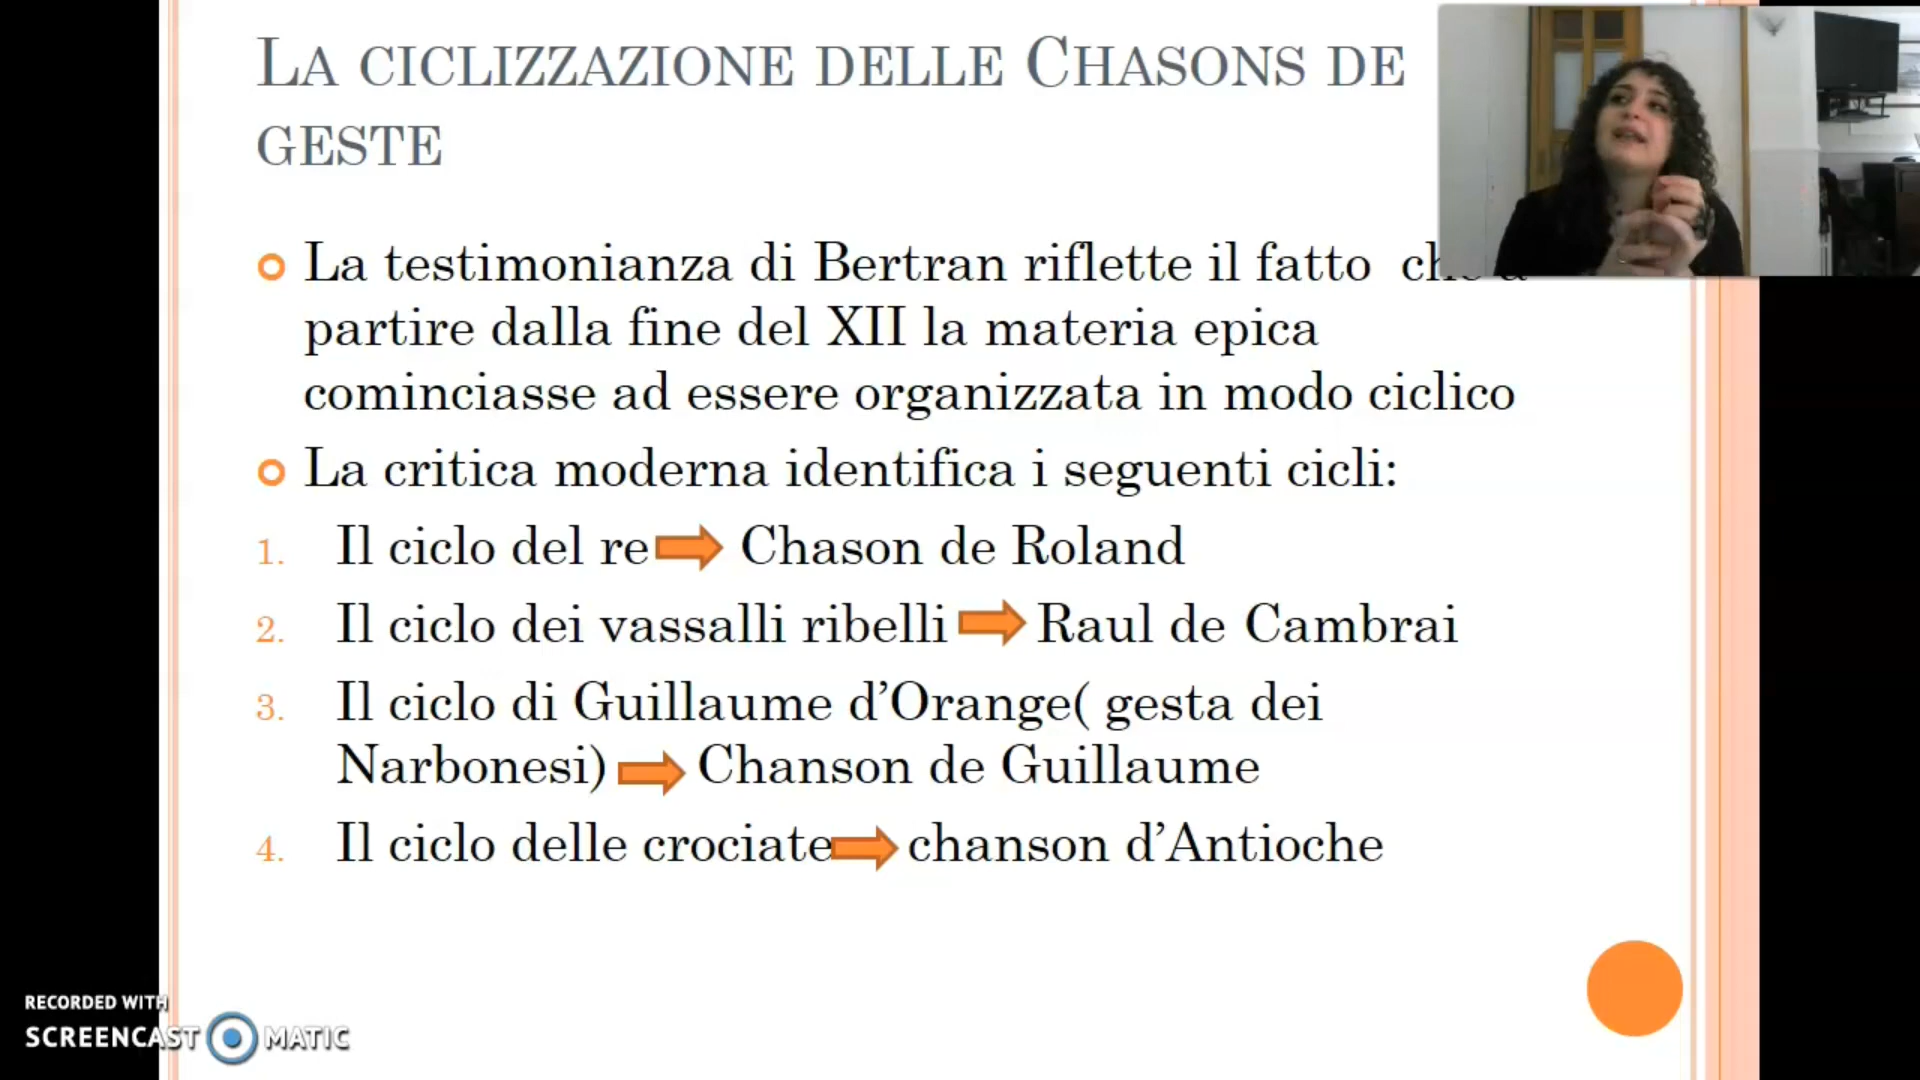 La ciclizzazione delle Chasons de
geste
La testimonianza di Bertran riflette il fatto che a
partire dalla fine del XII la materia epica
cominciasse ad essere organizzata in modo ciclico
La critica moderna identifica i seguenti cicli:
1. Il ciclo del re Chason de Roland
2. Il ciclo dei vassalli ribelli Raul de Cambrai
3. Il ciclo di Guillaume d’Orange( gesta dei
Narbonesi) Chanson de Guillaume
4. Il ciclo delle crociate chanson d’Antioche
RECORDED WITH
SCREENCAST MATIC